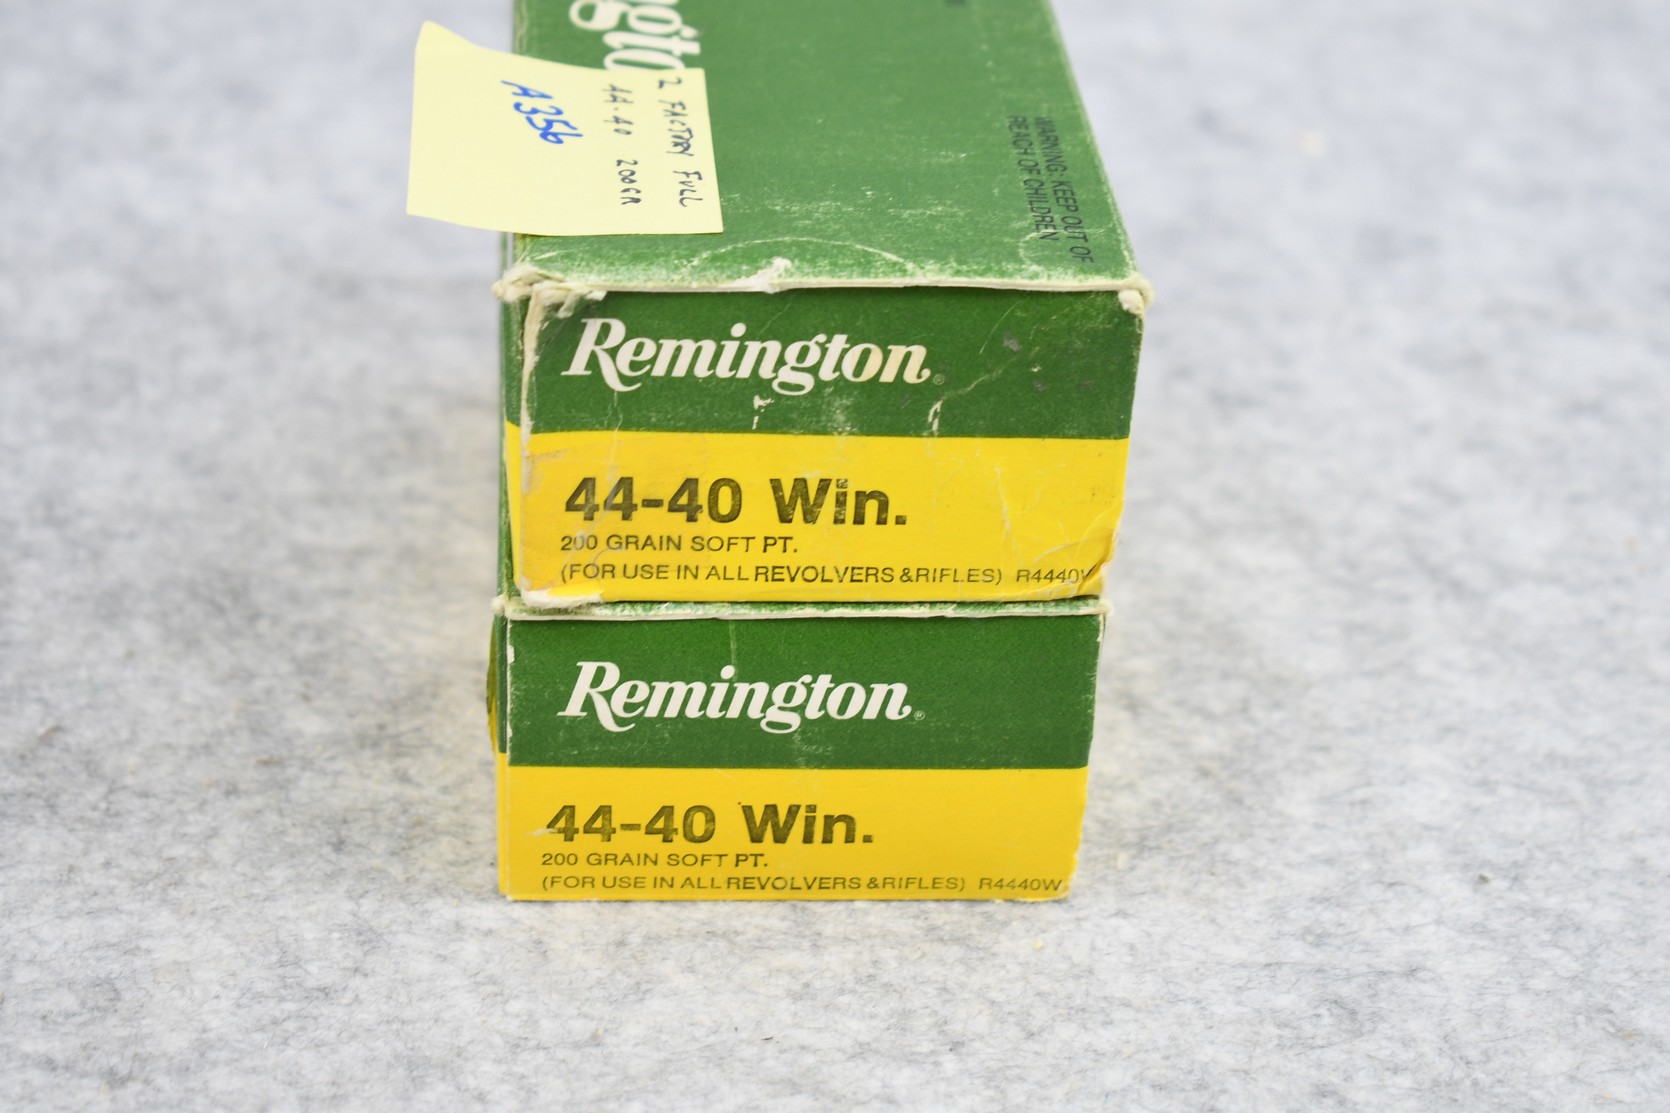 2 FACTORY FULL
44-40 200GR
A356
WARNING: KEEP OUT OF
REACH OF CHILDREN
Remington®
44-40 Win.
200 GRAIN SOFT PT.
(FOR USE IN ALL REVOLVERS & RIFLES) R4440W
Remington®
44-40 Win.
200 GRAIN SOFT PT.
(FOR USE IN ALL REVOLVERS & RIFLES) R4440W